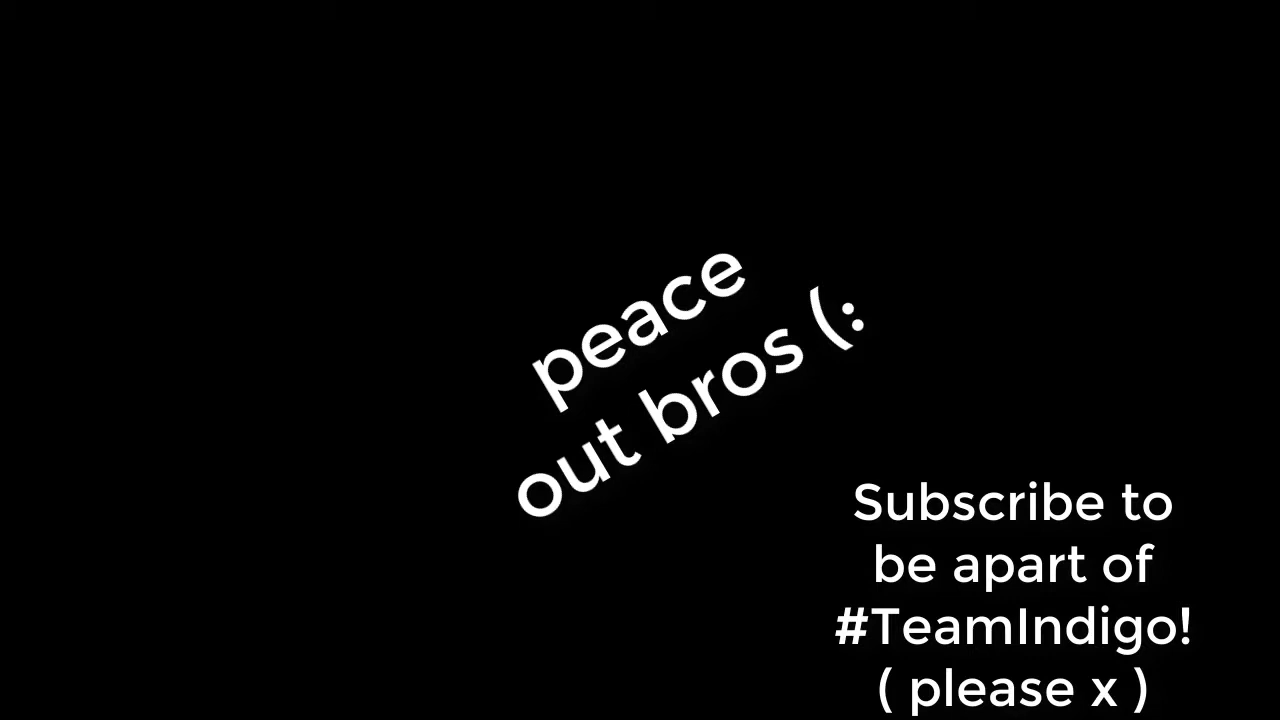 peace
out bros (:
Subscribe to
be apart of
#TeamIndigo!
( please x )